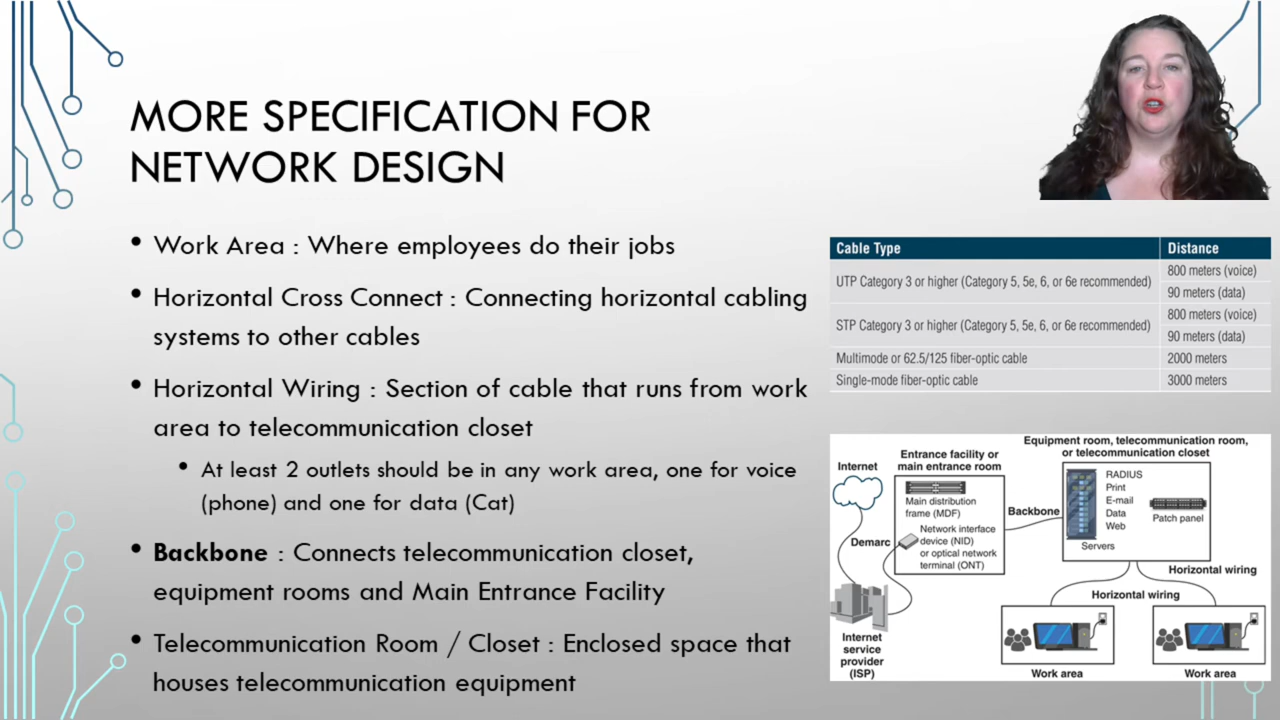 MORE SPECIFICATION FOR
NETWORK DESIGN
• Work Area : Where employees do their jobs
• Horizontal Cross Connect : Connecting horizontal cabling
systems to other cables
• Horizontal Wiring : Section of cable that runs from work
area to telecommunication closet
• At least 2 outlets should be in any work area, one for voice
(phone) and one for data (Cat)
• Backbone : Connects telecommunication closet,
equipment rooms and Main Entrance Facility
• Telecommunication Room / Closet : Enclosed space that
houses telecommunication equipment
Cable Type Distance
UTP Category 3 or higher (Category 5, 5e, 6, or 6e recommended)
800 meters (voice)
90 meters (data)
STP Category 3 or higher (Category 5, 5e, 6, or 6e recommended)
800 meters (voice)
90 meters (data)
Multimode or 62.5/125 fiber-optic cable 2000 meters
Single-mode fiber-optic cable 3000 meters
Equipment room, telecommunication room,
or telecommunication closet
Entrance facility or
main entrance room
Internet
Main distribution
frame (MDF)
Network interface
device (NID)
or optical network
terminal (ONT)
Demarc
Backbone
RADIUS
Print
E-mail
Data
Web
Servers
Patch panel
Horizontal wiring
Horizontal wiring
Internet
service
provider
(ISP)
Work area
Work area